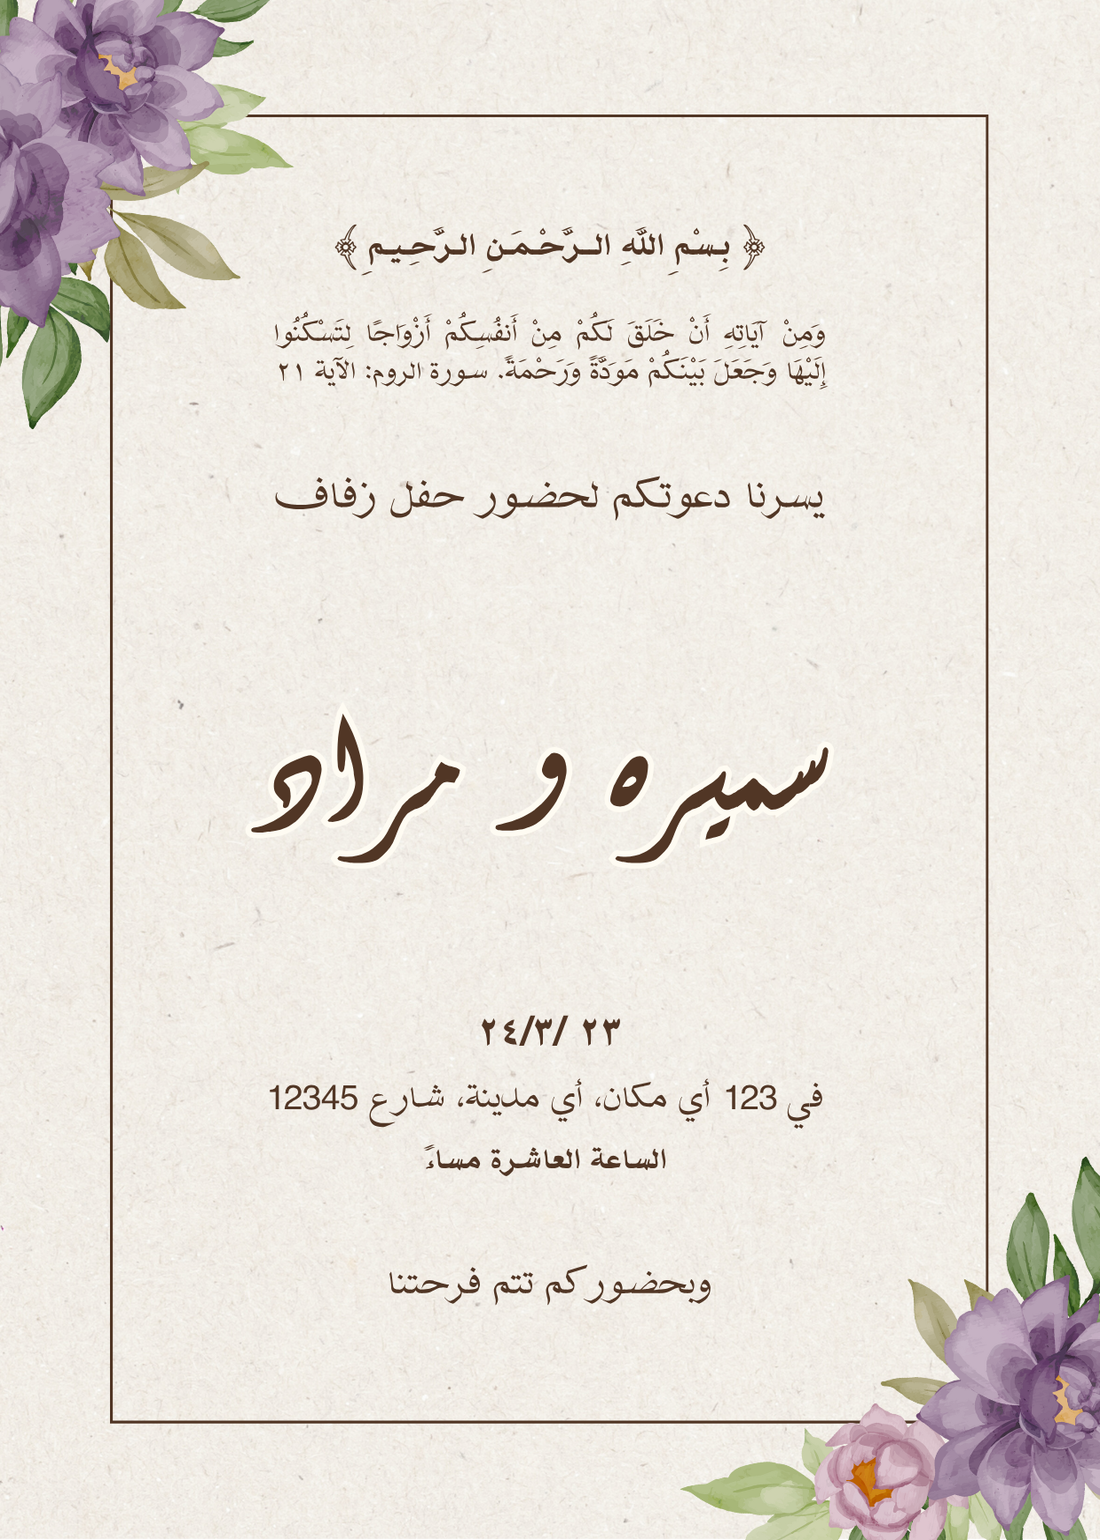 ﴿ بِسْمِ اللَّهِ الرَّحْمَنِ الرَّحِيمِ ﴾
وَمِنْ آيَاتِهِ أَنْ خَلَقَ لَكُمْ مِنْ أَنفُسِكُمْ أَزْوَاجًا لِتَسْكُنُوا
إِلَيْهَا وَجَعَلَ بَيْنَكُمْ مَوَدَّةً وَرَحْمَةً. سورة الروم: الآية ٢١
يسرنا دعوتكم لحضور حفل زفاف
سميره و مراد
٢٣ /٢٤/٣
في 123 أي مكان، أي مدينة، شارع 12345
الساعة العاشرة مساءً
وبحضوركم تتم فرحتنا